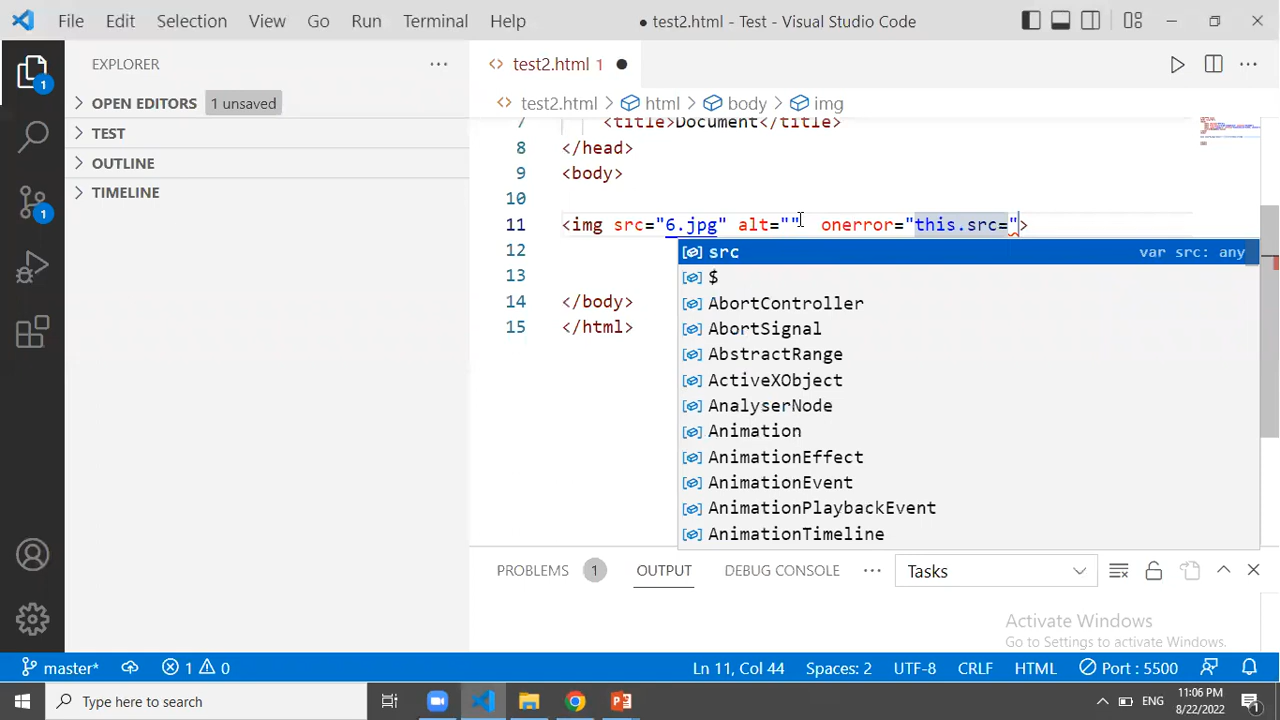 File Edit Selection View Go Run Terminal Help
● test2.html - Test - Visual Studio Code
EXPLORER
1
OPEN EDITORS 1 unsaved
TEST
OUTLINE
TIMELINE
1
test2.html 1
test2.html > html > body > img
7 <title>Document</title>
8 </head>
9 <body>
10
11 <img src="6.jpg" alt="" onerror="this.src=">
12
13
14 </body>
15 </html>
src var src: any
$
AbortController
AbortSignal
AbstractRange
ActiveXObject
AnalyserNode
Animation
AnimationEffect
AnimationEvent
AnimationPlaybackEvent
AnimationTimeline
PROBLEMS 1 OUTPUT DEBUG CONSOLE ··· Tasks
Activate Windows
Go to Settings to activate Windows.
master* 1 0 Ln 11, Col 44 Spaces: 2 UTF-8 CRLF HTML Port : 5500
Type here to search
ENG
11:06 PM
8/22/2022
1